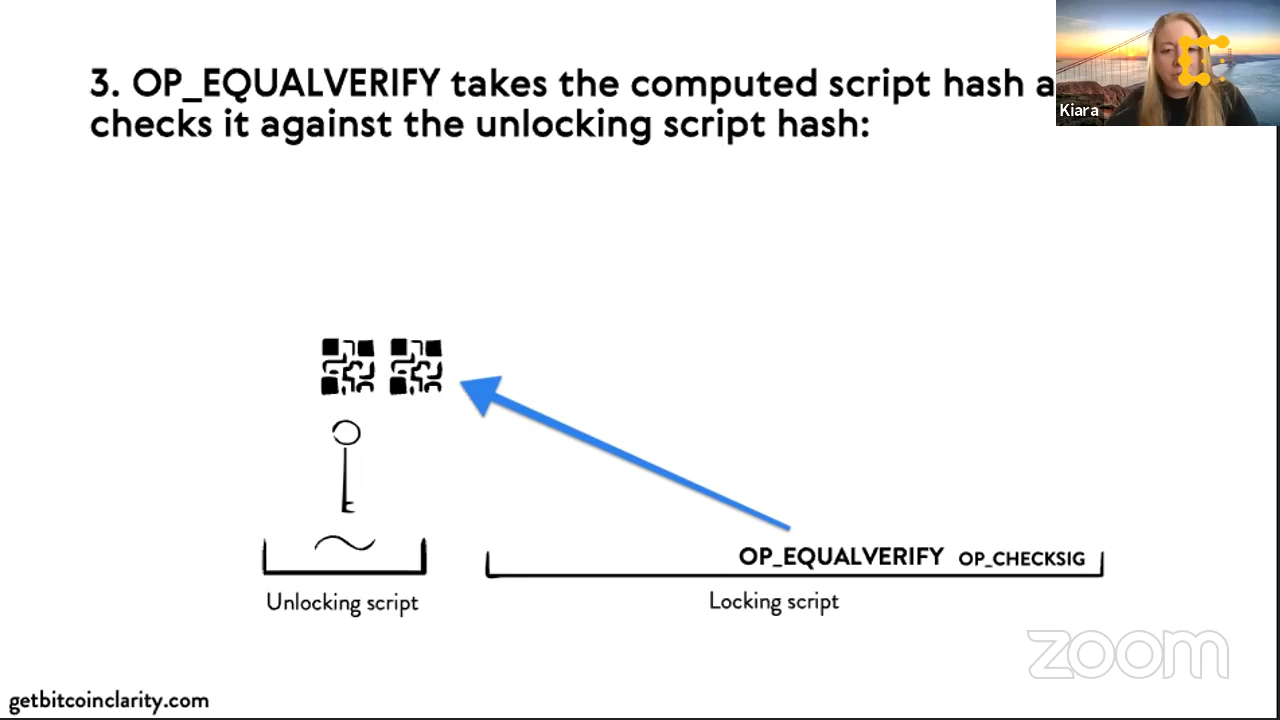 3. OP_EQUALVERIFY takes the computed script hash
checks it against the unlocking script hash:
Kiara
OP_EQUALVERIFY OP_CHECKSIG
Unlocking script
Locking script
zoom
getbitcoinclarity.com